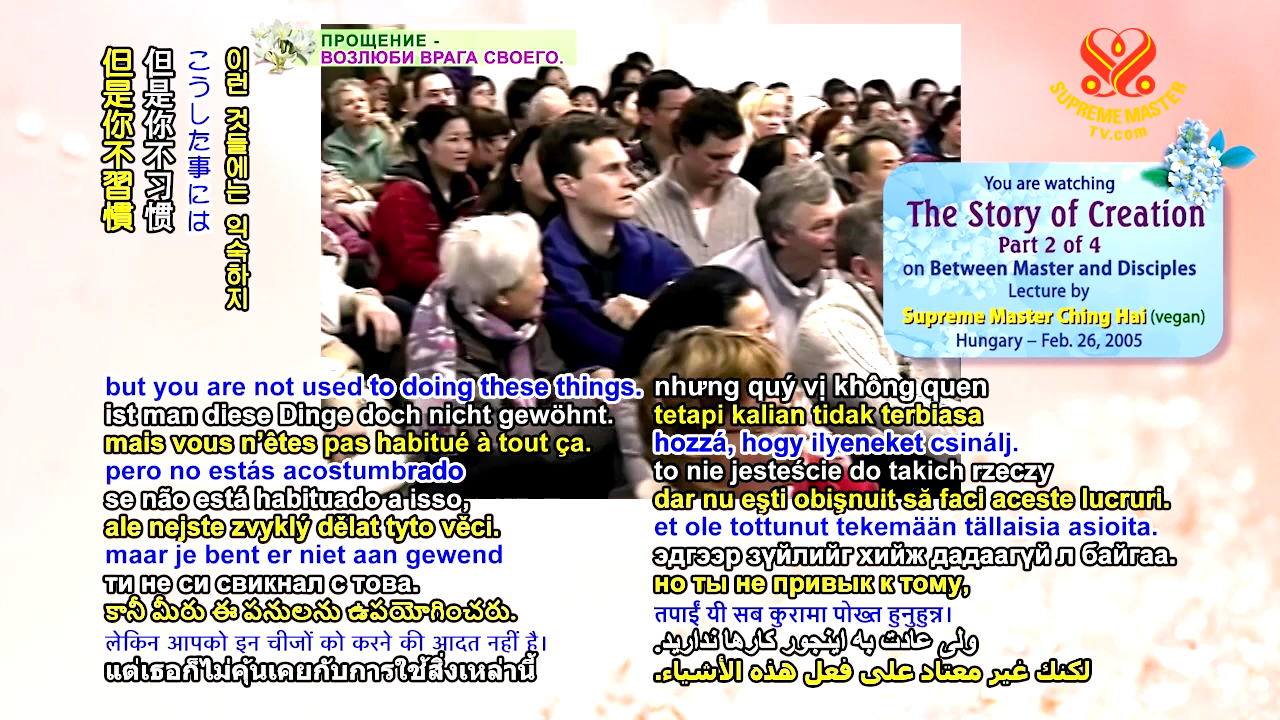 但是你不習慣
但是你不习惯
こうした事には
이런 것들에는 익숙하지
ПРОЩЕНИЕ -
ВОЗЛЮБИ ВРАГА СВОЕГО.
SUPREME MASTER
TV.com
You are watching
The Story of Creation
Part 2 of 4
on Between Master and Disciples
Lecture by
Supreme Master Ching Hai (vegan)
Hungary – Feb. 26, 2005
but you are not used to doing these things.
ist man diese Dinge doch nicht gewöhnt.
mais vous n’êtes pas habitué à tout ça.
pero no estás acostumbrado
se não está habituado a isso,
ale nejste zvyklý dělat tyto věci.
maar je bent er niet aan gewend
ти не си свикнал с това.
కానీ మీరు ఈ పనులను ఉపయోగించరు.
लेकिन आपको इन चीजों को करने की आदत नहीं है।
แต่เธอก็ไม่คุ้นเคยกับการใช้สิ่งเหล่านี้
nhưng quý vị không quen
tetapi kalian tidak terbiasa
hozzá, hogy ilyeneket csinálj.
to nie jesteście do takich rzeczy
dar nu eşti obişnuit să faci aceste lucruri.
et ole tottunut tekemään tällaisia asioita.
эдгээр зүйлийг хийж дадаагүй л байгаа.
но ты не привык к тому,
तपाईं यी सब कुरामा पोख्त हुनुहुन्न।
ولی عادت به اینجور کارها ندارید.
لكنك غير معتاد على فعل هذه الأشياء.